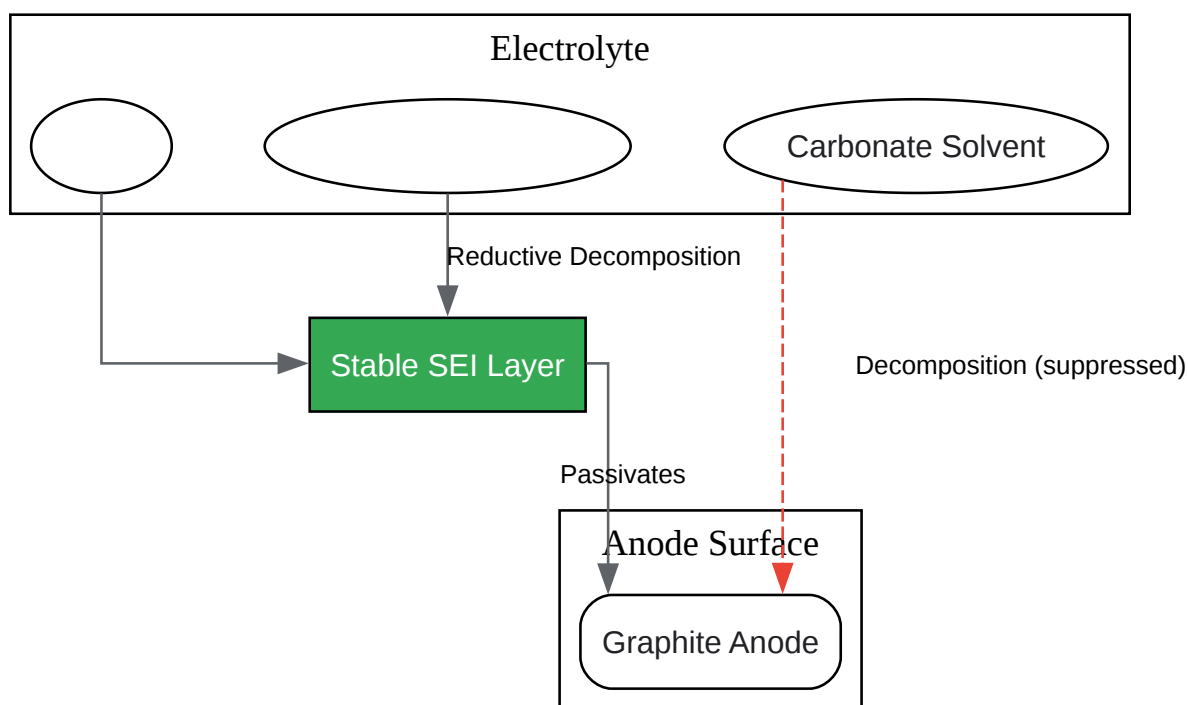 Electrolyte
Carbonate Solvent
Reductive Decomposition
Stable SEI Layer
Decomposition (suppressed)
Passivates
Anode Surface
Graphite Anode